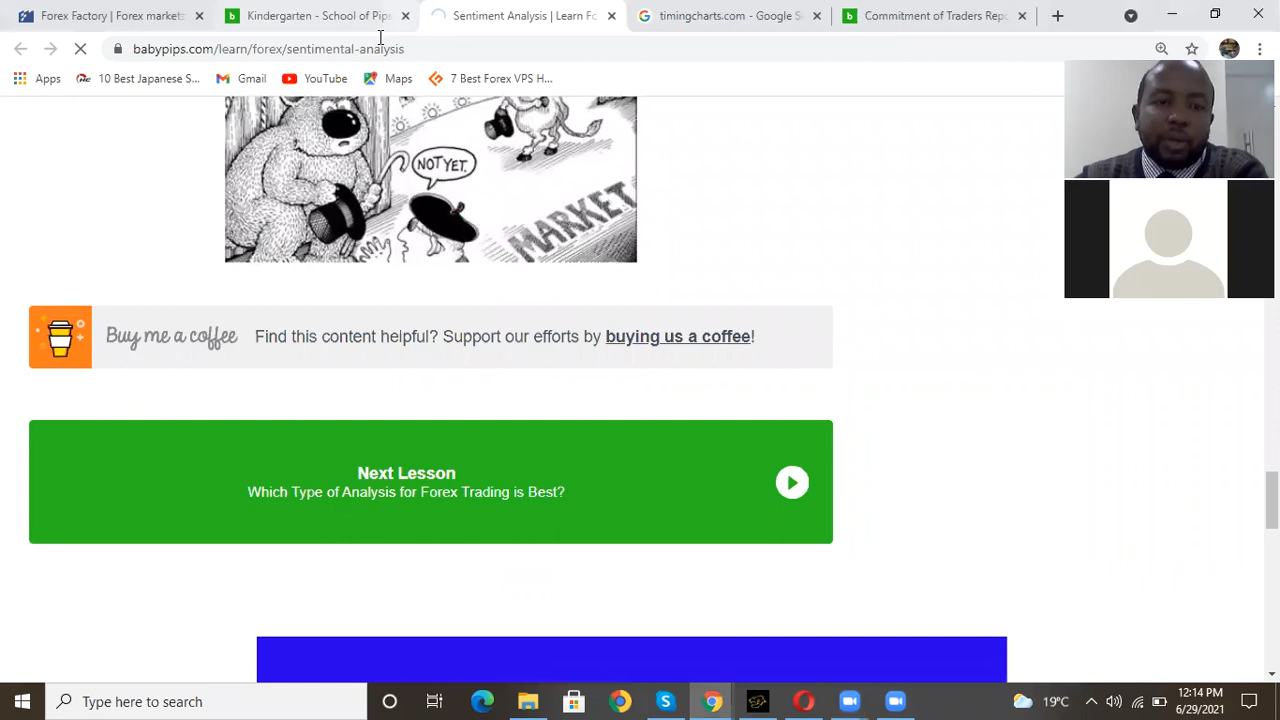 Forex Factory | Forex markets
Kindergarten - School of Pips
Sentiment Analysis | Learn Fo
timingcharts.com - Google S
Commitment of Traders Repo
babypips.com/learn/forex/sentimental-analysis
Apps
10 Best Japanese S...
Gmail
YouTube
Maps
7 Best Forex VPS H...
NOT YET.
MARKET
Buy me a coffee
Find this content helpful? Support our efforts by buying us a coffee!
Next Lesson
Which Type of Analysis for Forex Trading is Best?
Type here to search
19°C
12:14 PM
6/29/2021